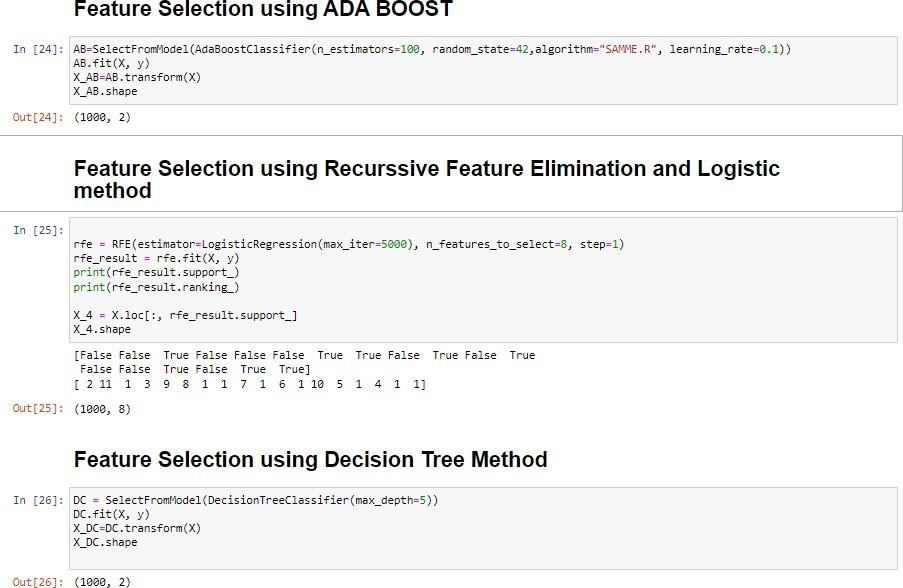 Feature Selection using ADA BOOST
In [24]: AB=SelectFromModel(AdaBoostClassifier(n_estimators=100, random_state=42,algorithm="SAMME.R", learning_rate=0.1))
AB.fit(X, y)
X_AB=AB.transform(X)
X_AB.shape
Out[24]: (1000, 2)
Feature Selection using Recurssive Feature Elimination and Logistic
method
In [25]:
rfe = RFE(estimator=LogisticRegression(max_iter=5000), n_features_to_select=8, step=1)
rfe_result = rfe.fit(X, y)
print(rfe_result.support_)
print(rfe_result.ranking_)
X_4 = X.loc[:, rfe_result.support_]
X_4.shape
[False False  True False False False  True  True False  True False  True
 False False  True False  True  True]
[ 2 11  1  3  9  8  1  1  7  1  6  1 10  5  1  4  1  1]
Out[25]: (1000, 8)
Feature Selection using Decision Tree Method
In [26]: DC = SelectFromModel(DecisionTreeClassifier(max_depth=5))
DC.fit(X, y)
X_DC=DC.transform(X)
X_DC.shape
Out[26]: (1000, 2)